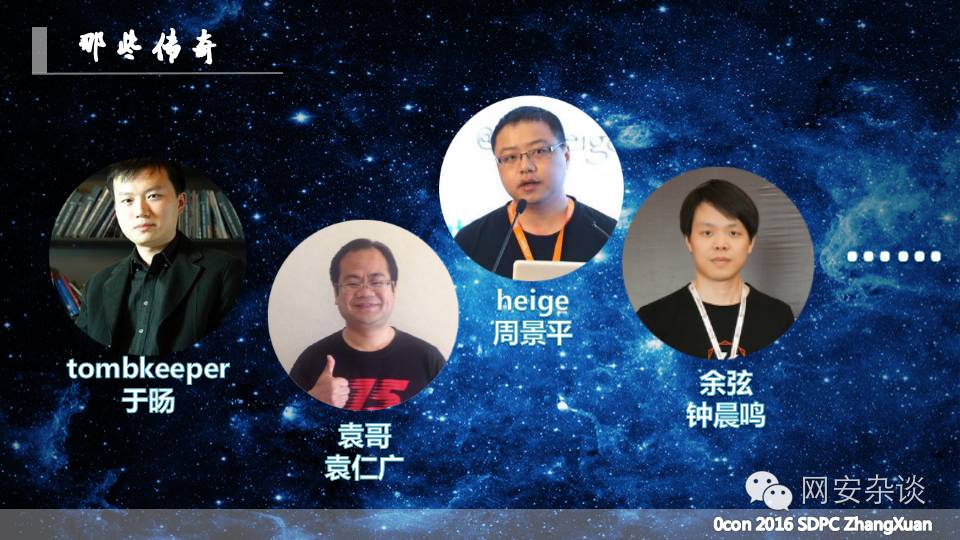 那些传奇
tombkeeper
于旸
袁哥
袁仁广
heige
周景平
余弦
钟晨鸣
······
15
网安杂谈
0con 2016 SDPC ZhangXuan